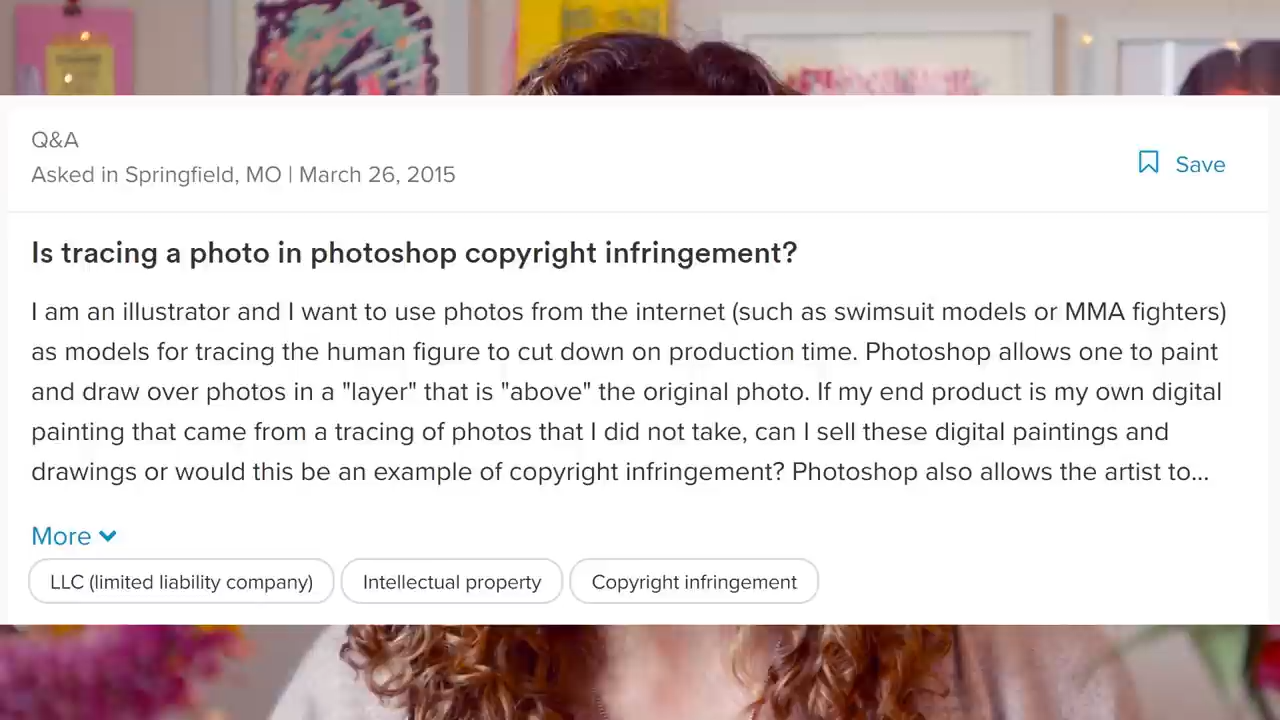 Q&A
Asked in Springfield, MO | March 26, 2015
Save
Is tracing a photo in photoshop copyright infringement?
I am an illustrator and I want to use photos from the internet (such as swimsuit models or MMA fighters)
as models for tracing the human figure to cut down on production time. Photoshop allows one to paint
and draw over photos in a "layer" that is "above" the original photo. If my end product is my own digital
painting that came from a tracing of photos that I did not take, can I sell these digital paintings and
drawings or would this be an example of copyright infringement? Photoshop also allows the artist to...
More
LLC (limited liability company)
Intellectual property
Copyright infringement